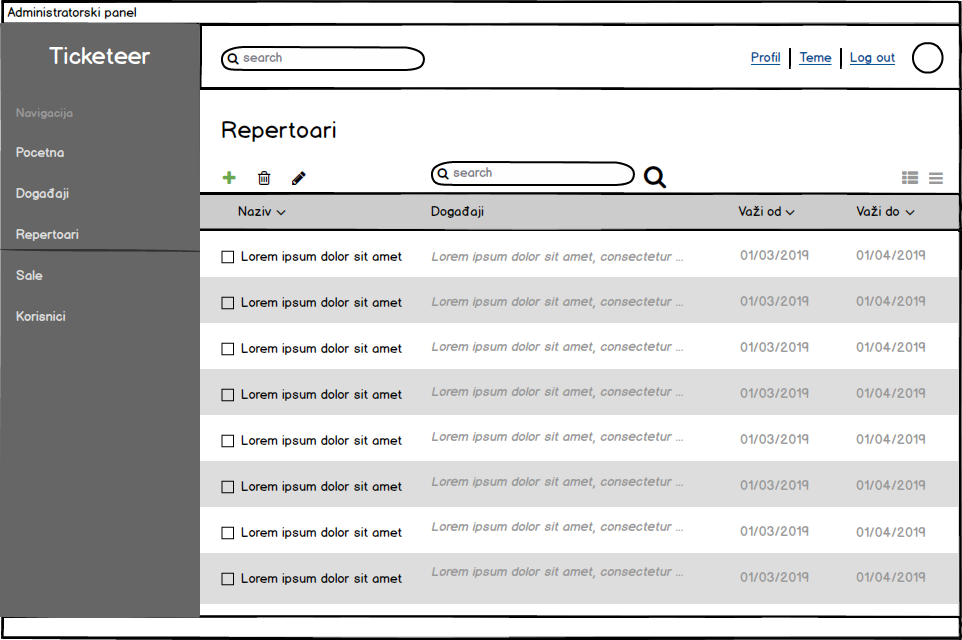 Administratorski panel
Ticketeer
search
Profil Teme Log out
Navigacija
Pocetna
Događaji
Repertoari
Sale
Korisnici
Repertoari
search
Naziv Događaji Važi od Važi do
Lorem ipsum dolor sit amet Lorem ipsum dolor sit amet, consectetur ... 01/03/2019 01/04/2019
Lorem ipsum dolor sit amet Lorem ipsum dolor sit amet, consectetur ... 01/03/2019 01/04/2019
Lorem ipsum dolor sit amet Lorem ipsum dolor sit amet, consectetur ... 01/03/2019 01/04/2019
Lorem ipsum dolor sit amet Lorem ipsum dolor sit amet, consectetur ... 01/03/2019 01/04/2019
Lorem ipsum dolor sit amet Lorem ipsum dolor sit amet, consectetur ... 01/03/2019 01/04/2019
Lorem ipsum dolor sit amet Lorem ipsum dolor sit amet, consectetur ... 01/03/2019 01/04/2019
Lorem ipsum dolor sit amet Lorem ipsum dolor sit amet, consectetur ... 01/03/2019 01/04/2019
Lorem ipsum dolor sit amet Lorem ipsum dolor sit amet, consectetur ... 01/03/2019 01/04/2019